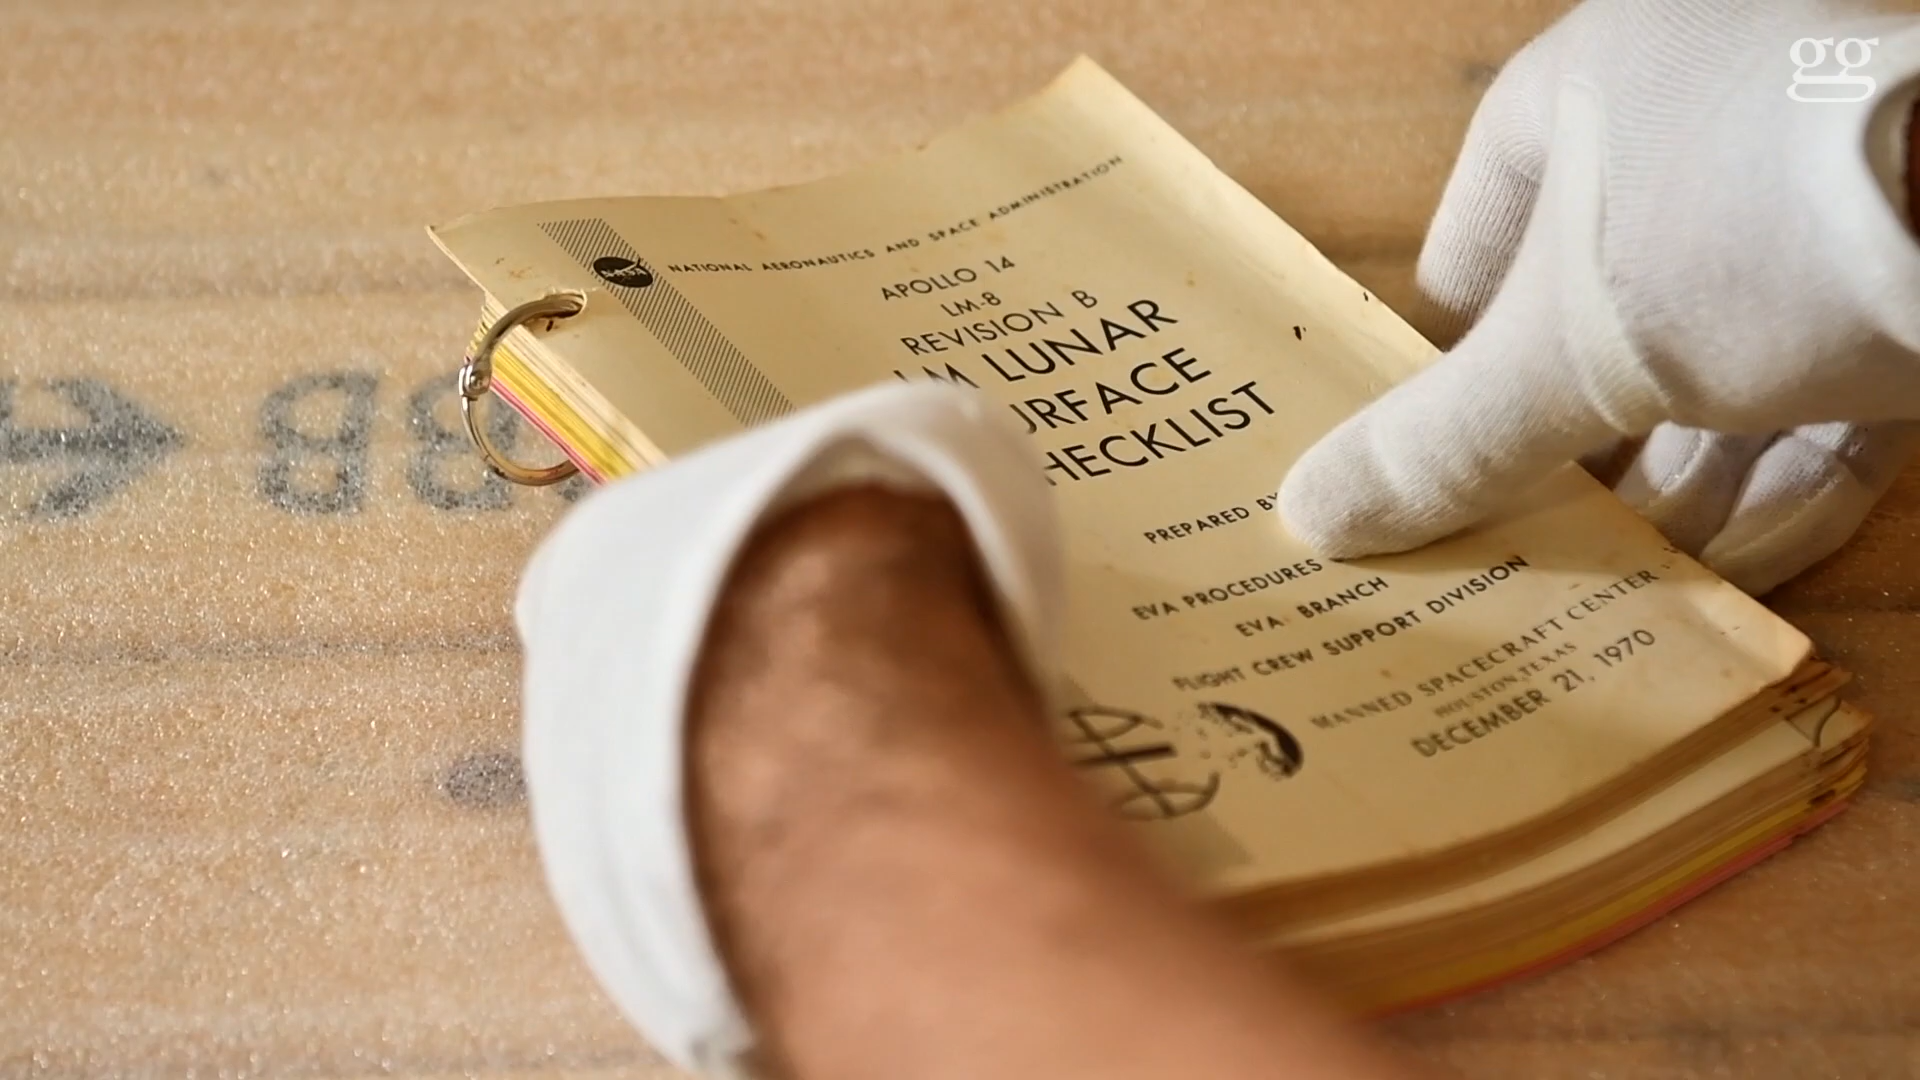 gg
NATIONAL AERONAUTICS AND SPACE ADMINISTRATION
APOLLO 14
LM-8
REVISION B
LM LUNAR
URFACE
HECKLIST
PREPARED BY
EVA PROCEDURES
EVA BRANCH
FLIGHT CREW SUPPORT DIVISION
MANNED SPACECRAFT CENTER
HOUSTON, TEXAS
DECEMBER 21, 1970